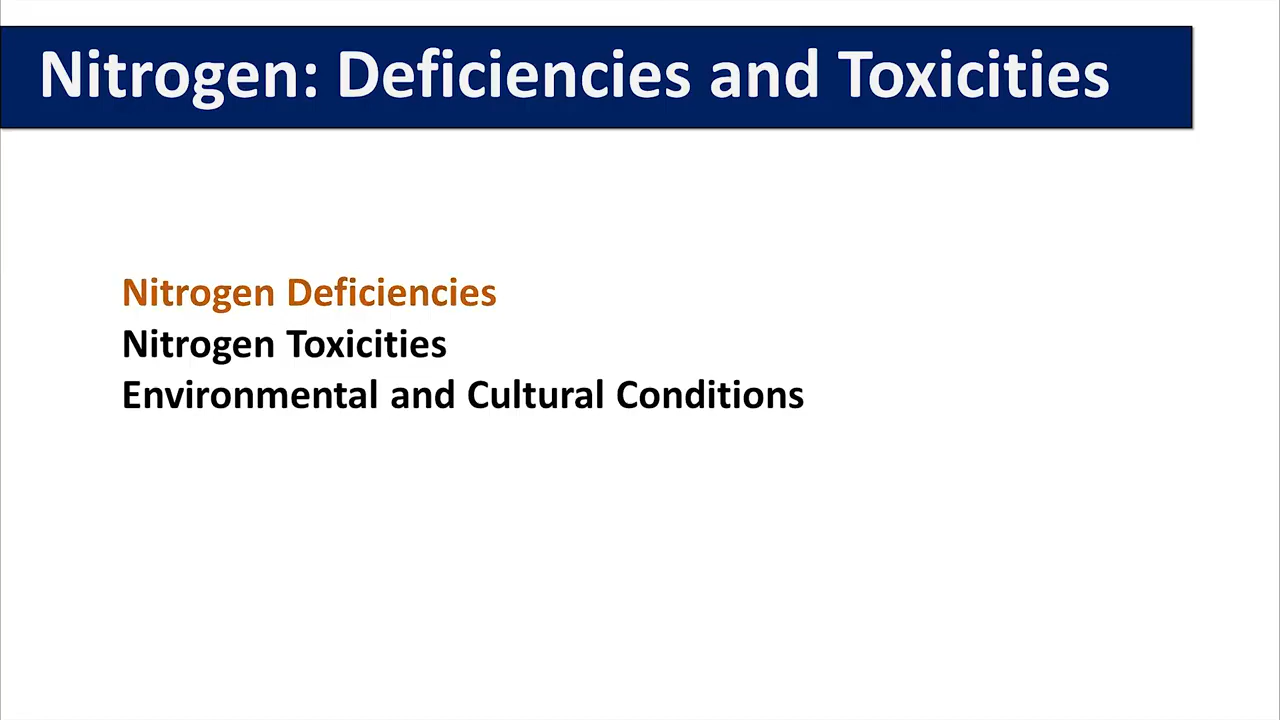 Nitrogen: Deficiencies and Toxicities
Nitrogen Deficiencies
Nitrogen Toxicities
Environmental and Cultural Conditions